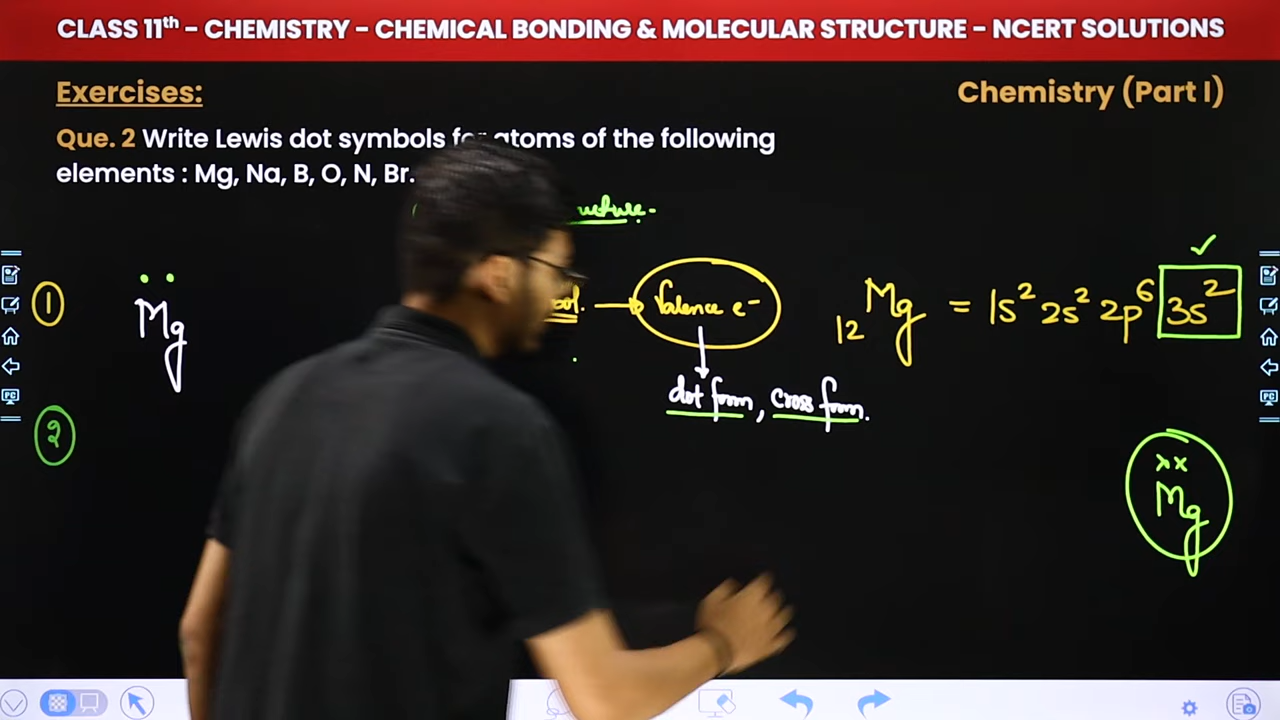 CLASS 11th – CHEMISTRY – CHEMICAL BONDING & MOLECULAR STRUCTURE – NCERT SOLUTIONS
Exercises:
Chemistry (Part I)
Que. 2 Write Lewis dot symbols for atoms of the following
elements : Mg, Na, B, O, N, Br.
① Mg
Valence e-
12Mg = 1s² 2s² 2p⁶ 3s²
dot form, cross form.
②
xx
Mg